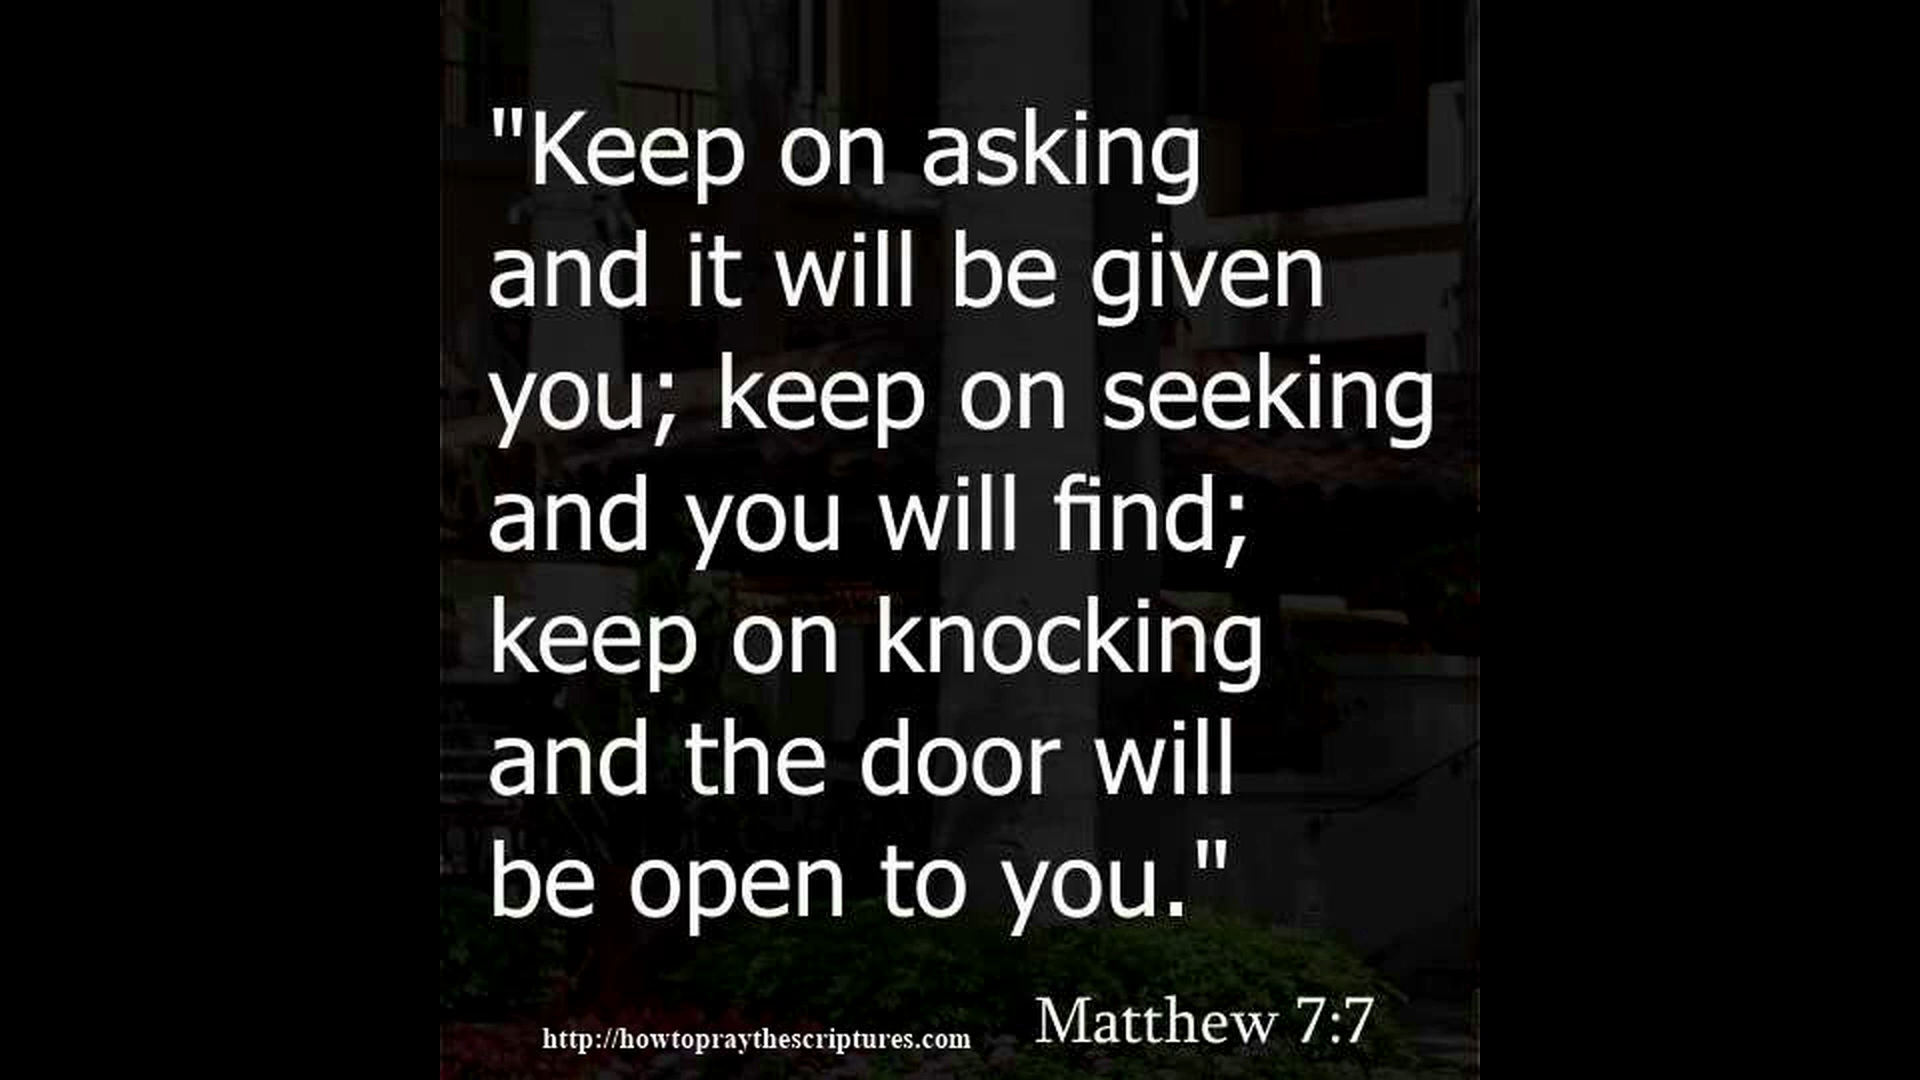 "Keep on asking
and it will be given
you; keep on seeking
and you will find;
keep on knocking
and the door will
be open to you."
Matthew 7:7
http://howtopraythescriptures.com